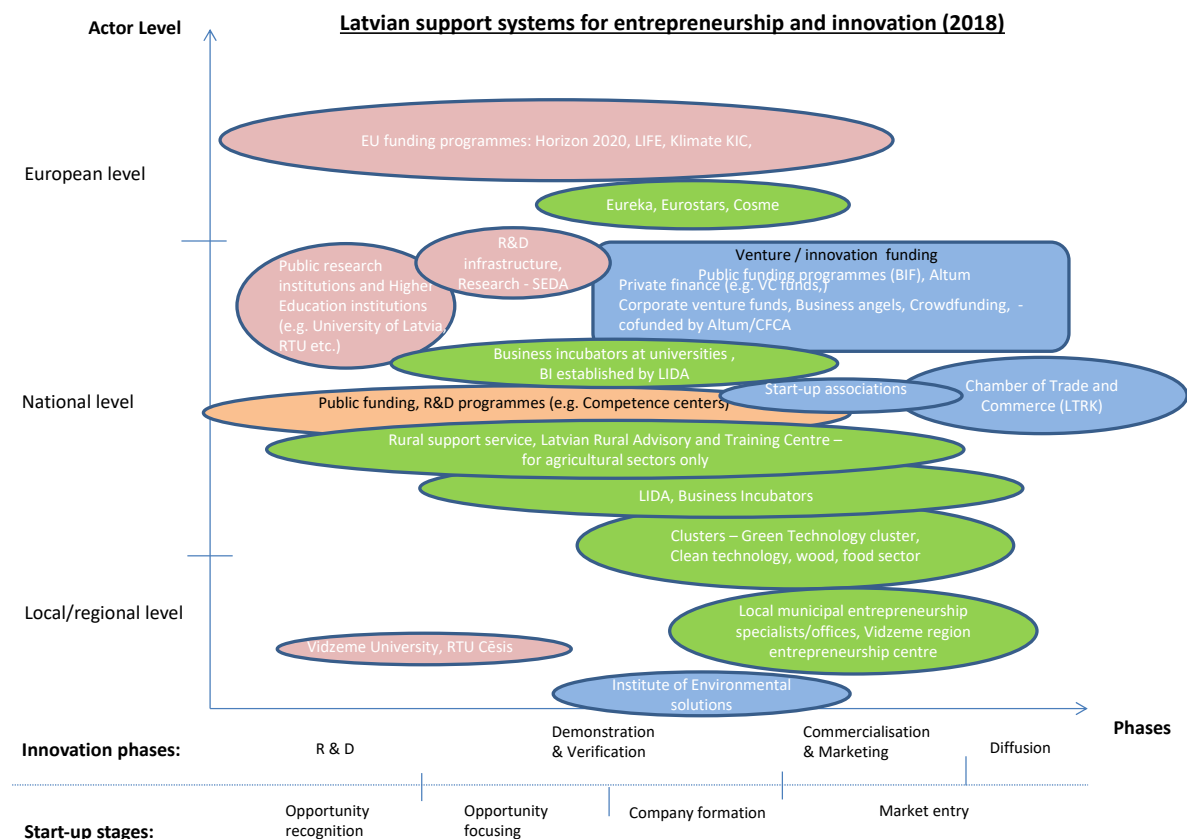 Latvian support systems for entrepreneurship and innovation (2018)
Actor Level
EU funding programmes: Horizon 2020, LIFE, Klimate KIC,
European level
Eureka, Eurostars, Cosme
R&D
infrastructure,
Research - SEDA
Public research
institutions and Higher
Education institutions
(e.g. University of Latvia,
RTU etc.)
Venture / innovation funding
Public funding programmes (BIF), Altum
Private finance (e.g. VC funds,)
Corporate venture funds, Business angels, Crowdfunding, -
cofunded by Altum/CFCA
Business incubators at universities ,
BI established by LIDA
Start-up associations
Chamber of Trade and
Commerce (LTRK)
National level
Public funding, R&D programmes (e.g. Competence centers)
Rural support service, Latvian Rural Advisory and Training Centre –
for agricultural sectors only
LIDA, Business Incubators
Clusters – Green Technology cluster,
Clean technology, wood, food sector
Local/regional level
Local municipal entrepreneurship
specialists/offices, Vidzeme region
entrepreneurship centre
Vidzeme University, RTU Cēsis
Institute of Environmental
solutions
Phases
Innovation phases:
R & D
Demonstration
& Verification
Commercialisation
& Marketing
Diffusion
Start-up stages:
Opportunity
recognition
Opportunity
focusing
Company formation
Market entry